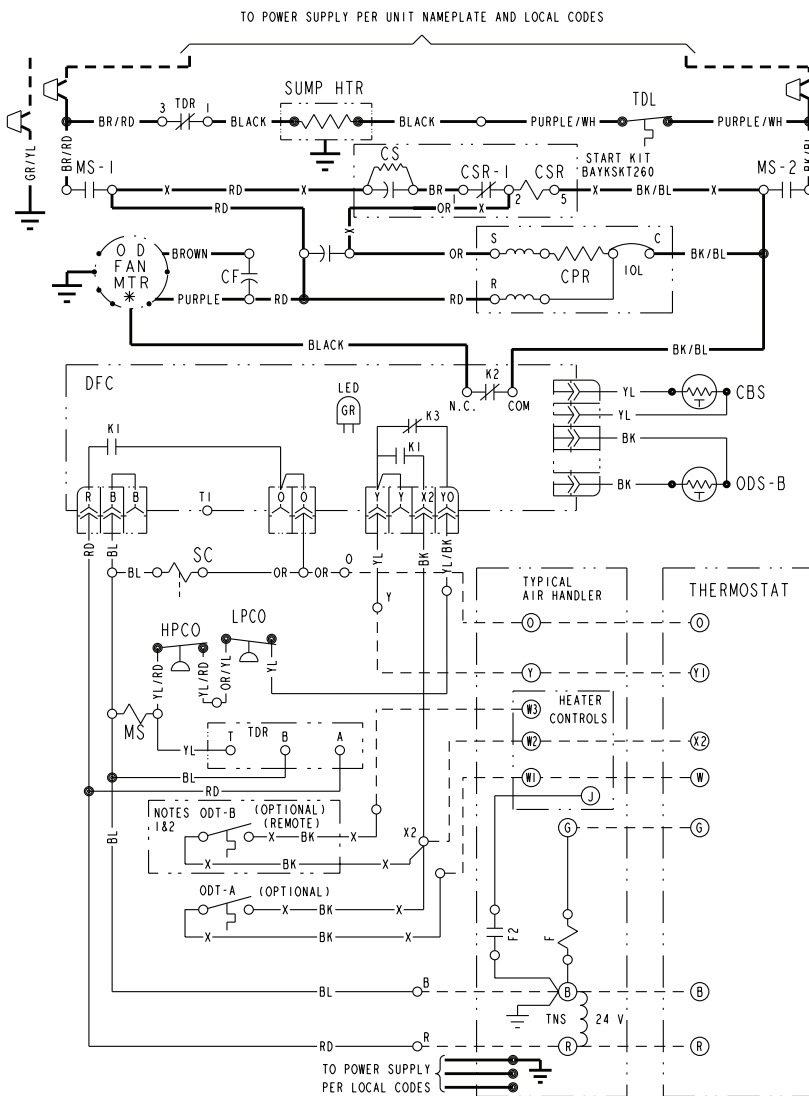 TO POWER SUPPLY PER UNIT NAMEPLATE AND LOCAL CODES
SUMP HTR
TDL
3 TDR 1
BR/RD
BLACK
BLACK
PURPLE/WH
PURPLE/WH
GR/YL
BR/RD
BK/BL
MS-1
CS
CSR-1
CSR
START KIT
BAYKSKT260
MS-2
X RD X
BR
1
2
5
X BK/BL X
RD
OR X
X
O D
FAN
MTR
*
BROWN
CF
PURPLE
RD
OR
S
CPR
IOL
C
BK/BL
RD
R
BLACK
BK/BL
DFC
LED
GR
K2
N.C.
COM
YL
CBS
YL
BK
BK
ODS-B
K1
K3
K1
R
B
B
T1
O
O
Y
Y
X2
YO
RD
BL
YL
BK
YL/BK
BL
SC
OR
OR
O
Y
TYPICAL
AIR HANDLER
THERMOSTAT
O
O
HPCO
LPCO
YL/RD
YL/RD
OR/YL
YL
Y
Y1
HEATER
CONTROLS
W3
MS
TDR
T
B
A
YL
W2
X2
BL
W1
W
RD
J
NOTES
1&2
ODT-B
(OPTIONAL)
(REMOTE)
X BK X
X BK X
X2
G
G
BL
ODT-A
(OPTIONAL)
X BK X
X BK X
F2
F
BL
B
B
B
TNS
24 V
RD
R
R
R
TO POWER SUPPLY
PER LOCAL CODES